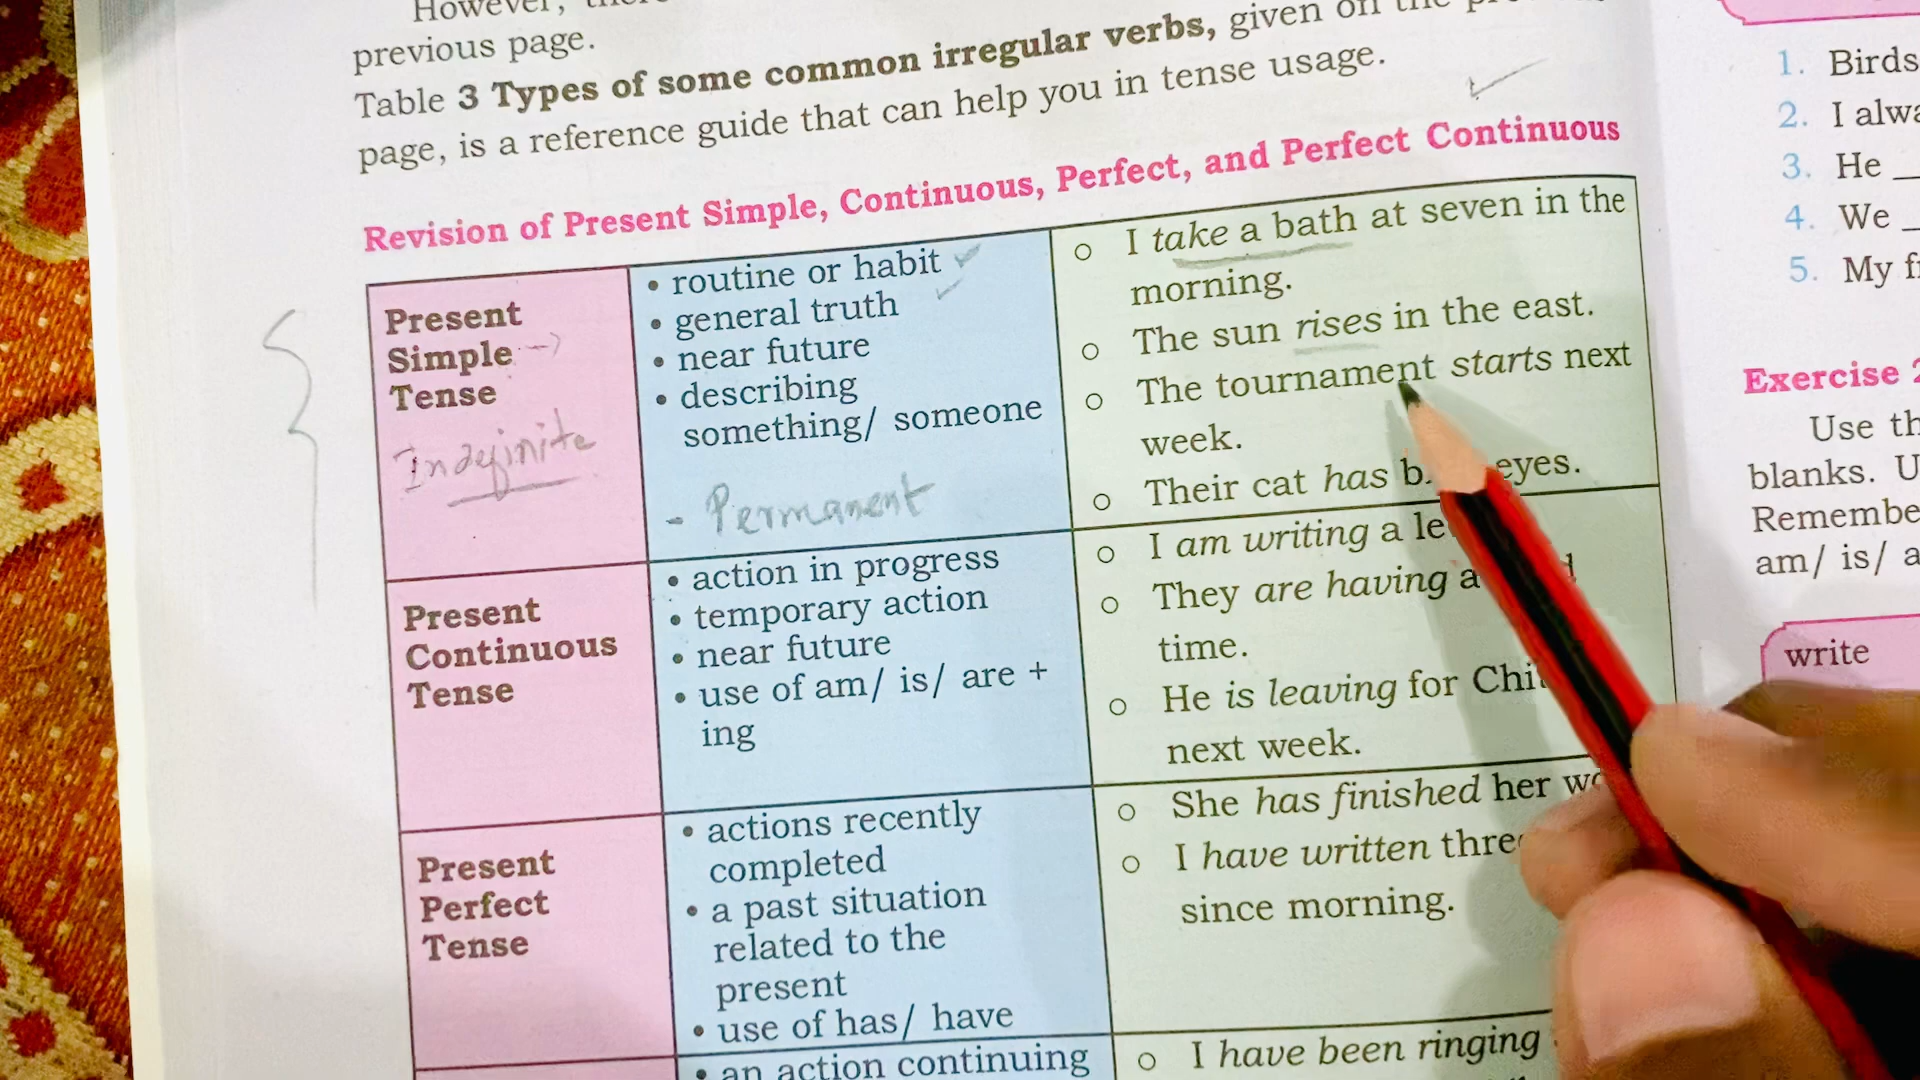 However,
previous page.
Table 3 Types of some common irregular verbs, given on the
page, is a reference guide that can help you in tense usage.
Revision of Present Simple, Continuous, Perfect, and Perfect Continuous
Present
Simple
Tense
Indefinite
• routine or habit
• general truth
• near future
• describing
something/ someone
- Permanent
○ I take a bath at seven in the
morning.
○ The sun rises in the east.
○ The tournament starts next
week.
○ Their cat has eyes.
Present
Continuous
Tense
• action in progress
• temporary action
• near future
• use of am/ is/ are +
ing
○ I am writing a
○ They are having a
time.
○ He is leaving for
next week.
Present
Perfect
Tense
• actions recently
completed
• a past situation
related to the
present
• use of has/ have
○ She has finished her
○ I have written
since morning.
• an action continuing
○ I have been ringing
1. Birds
2. I
3. He
4. We
5. My
Exercise
Use
blanks.
am/ is/
write